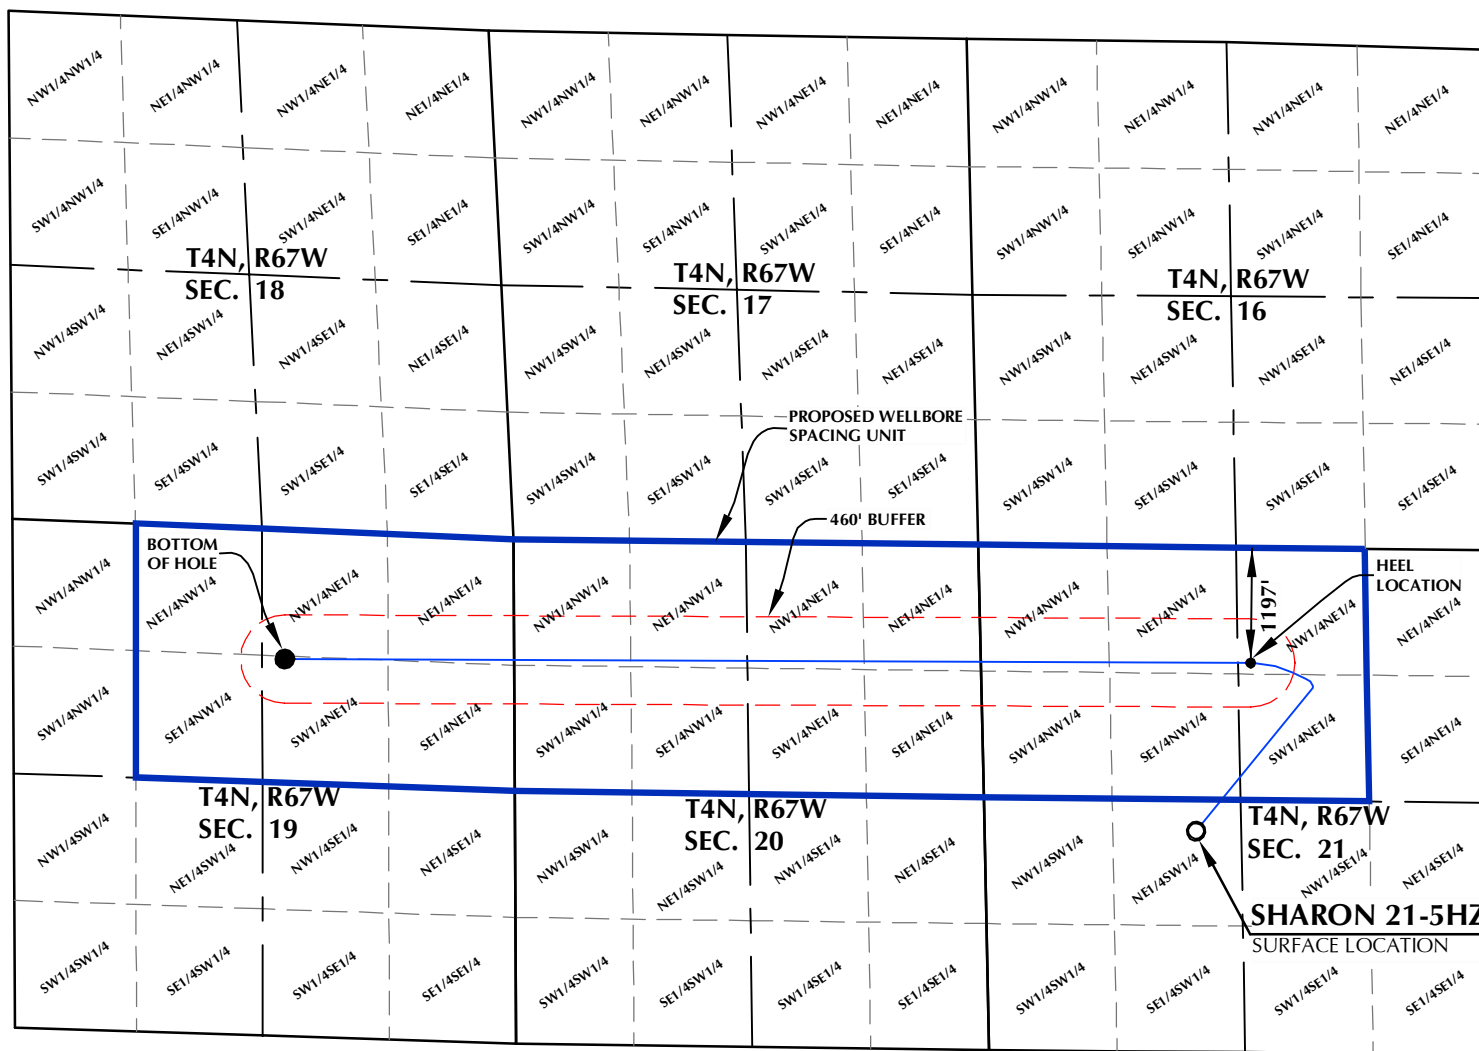 NW1/4NW1/4
NE1/4NW1/4
NW1/4NE1/4
NE1/4NE1/4
NW1/4NW1/4
NE1/4NW1/4
NW1/4NE1/4
NE1/4NE1/4
NW1/4NW1/4
NE1/4NW1/4
NW1/4NE1/4
NE1/4NE1/4
SW1/4NW1/4
SE1/4NW1/4
SW1/4NE1/4
SE1/4NE1/4
SW1/4NW1/4
SE1/4NW1/4
SW1/4NE1/4
SE1/4NE1/4
SW1/4NW1/4
SE1/4NW1/4
SW1/4NE1/4
SE1/4NE1/4
T4N, R67W
SEC. 18
T4N, R67W
SEC. 17
T4N, R67W
SEC. 16
NW1/4SW1/4
NE1/4SW1/4
NW1/4SE1/4
NE1/4SE1/4
NW1/4SW1/4
NE1/4SW1/4
NW1/4SE1/4
NE1/4SE1/4
NW1/4SW1/4
NE1/4SW1/4
NW1/4SE1/4
NE1/4SE1/4
PROPOSED WELLBORE
SPACING UNIT
SW1/4SW1/4
SE1/4SW1/4
SW1/4SE1/4
SE1/4SE1/4
SW1/4SW1/4
SE1/4SW1/4
SW1/4SE1/4
SE1/4SE1/4
SW1/4SW1/4
SE1/4SW1/4
SW1/4SE1/4
SE1/4SE1/4
460' BUFFER
BOTTOM
OF HOLE
HEEL
LOCATION
1197'
NW1/4NW1/4
NE1/4NW1/4
NW1/4NE1/4
NE1/4NE1/4
NW1/4NW1/4
NE1/4NW1/4
NW1/4NE1/4
NE1/4NE1/4
NW1/4NW1/4
NE1/4NW1/4
NW1/4NE1/4
NE1/4NE1/4
SW1/4NW1/4
SE1/4NW1/4
SW1/4NE1/4
SE1/4NE1/4
SW1/4NW1/4
SE1/4NW1/4
SW1/4NE1/4
SE1/4NE1/4
SW1/4NW1/4
SE1/4NW1/4
SW1/4NE1/4
SE1/4NE1/4
T4N, R67W
SEC. 19
T4N, R67W
SEC. 20
T4N, R67W
SEC. 21
NW1/4SW1/4
NE1/4SW1/4
NW1/4SE1/4
NE1/4SE1/4
NW1/4SW1/4
NE1/4SW1/4
NW1/4SE1/4
NE1/4SE1/4
NW1/4SW1/4
NE1/4SW1/4
NW1/4SE1/4
NE1/4SE1/4
SHARON 21-5HZ
SURFACE LOCATION
SW1/4SW1/4
SE1/4SW1/4
SW1/4SE1/4
SE1/4SE1/4
SW1/4SW1/4
SE1/4SW1/4
SW1/4SE1/4
SE1/4SE1/4
SW1/4SW1/4
SE1/4SW1/4
SW1/4SE1/4
SE1/4SE1/4